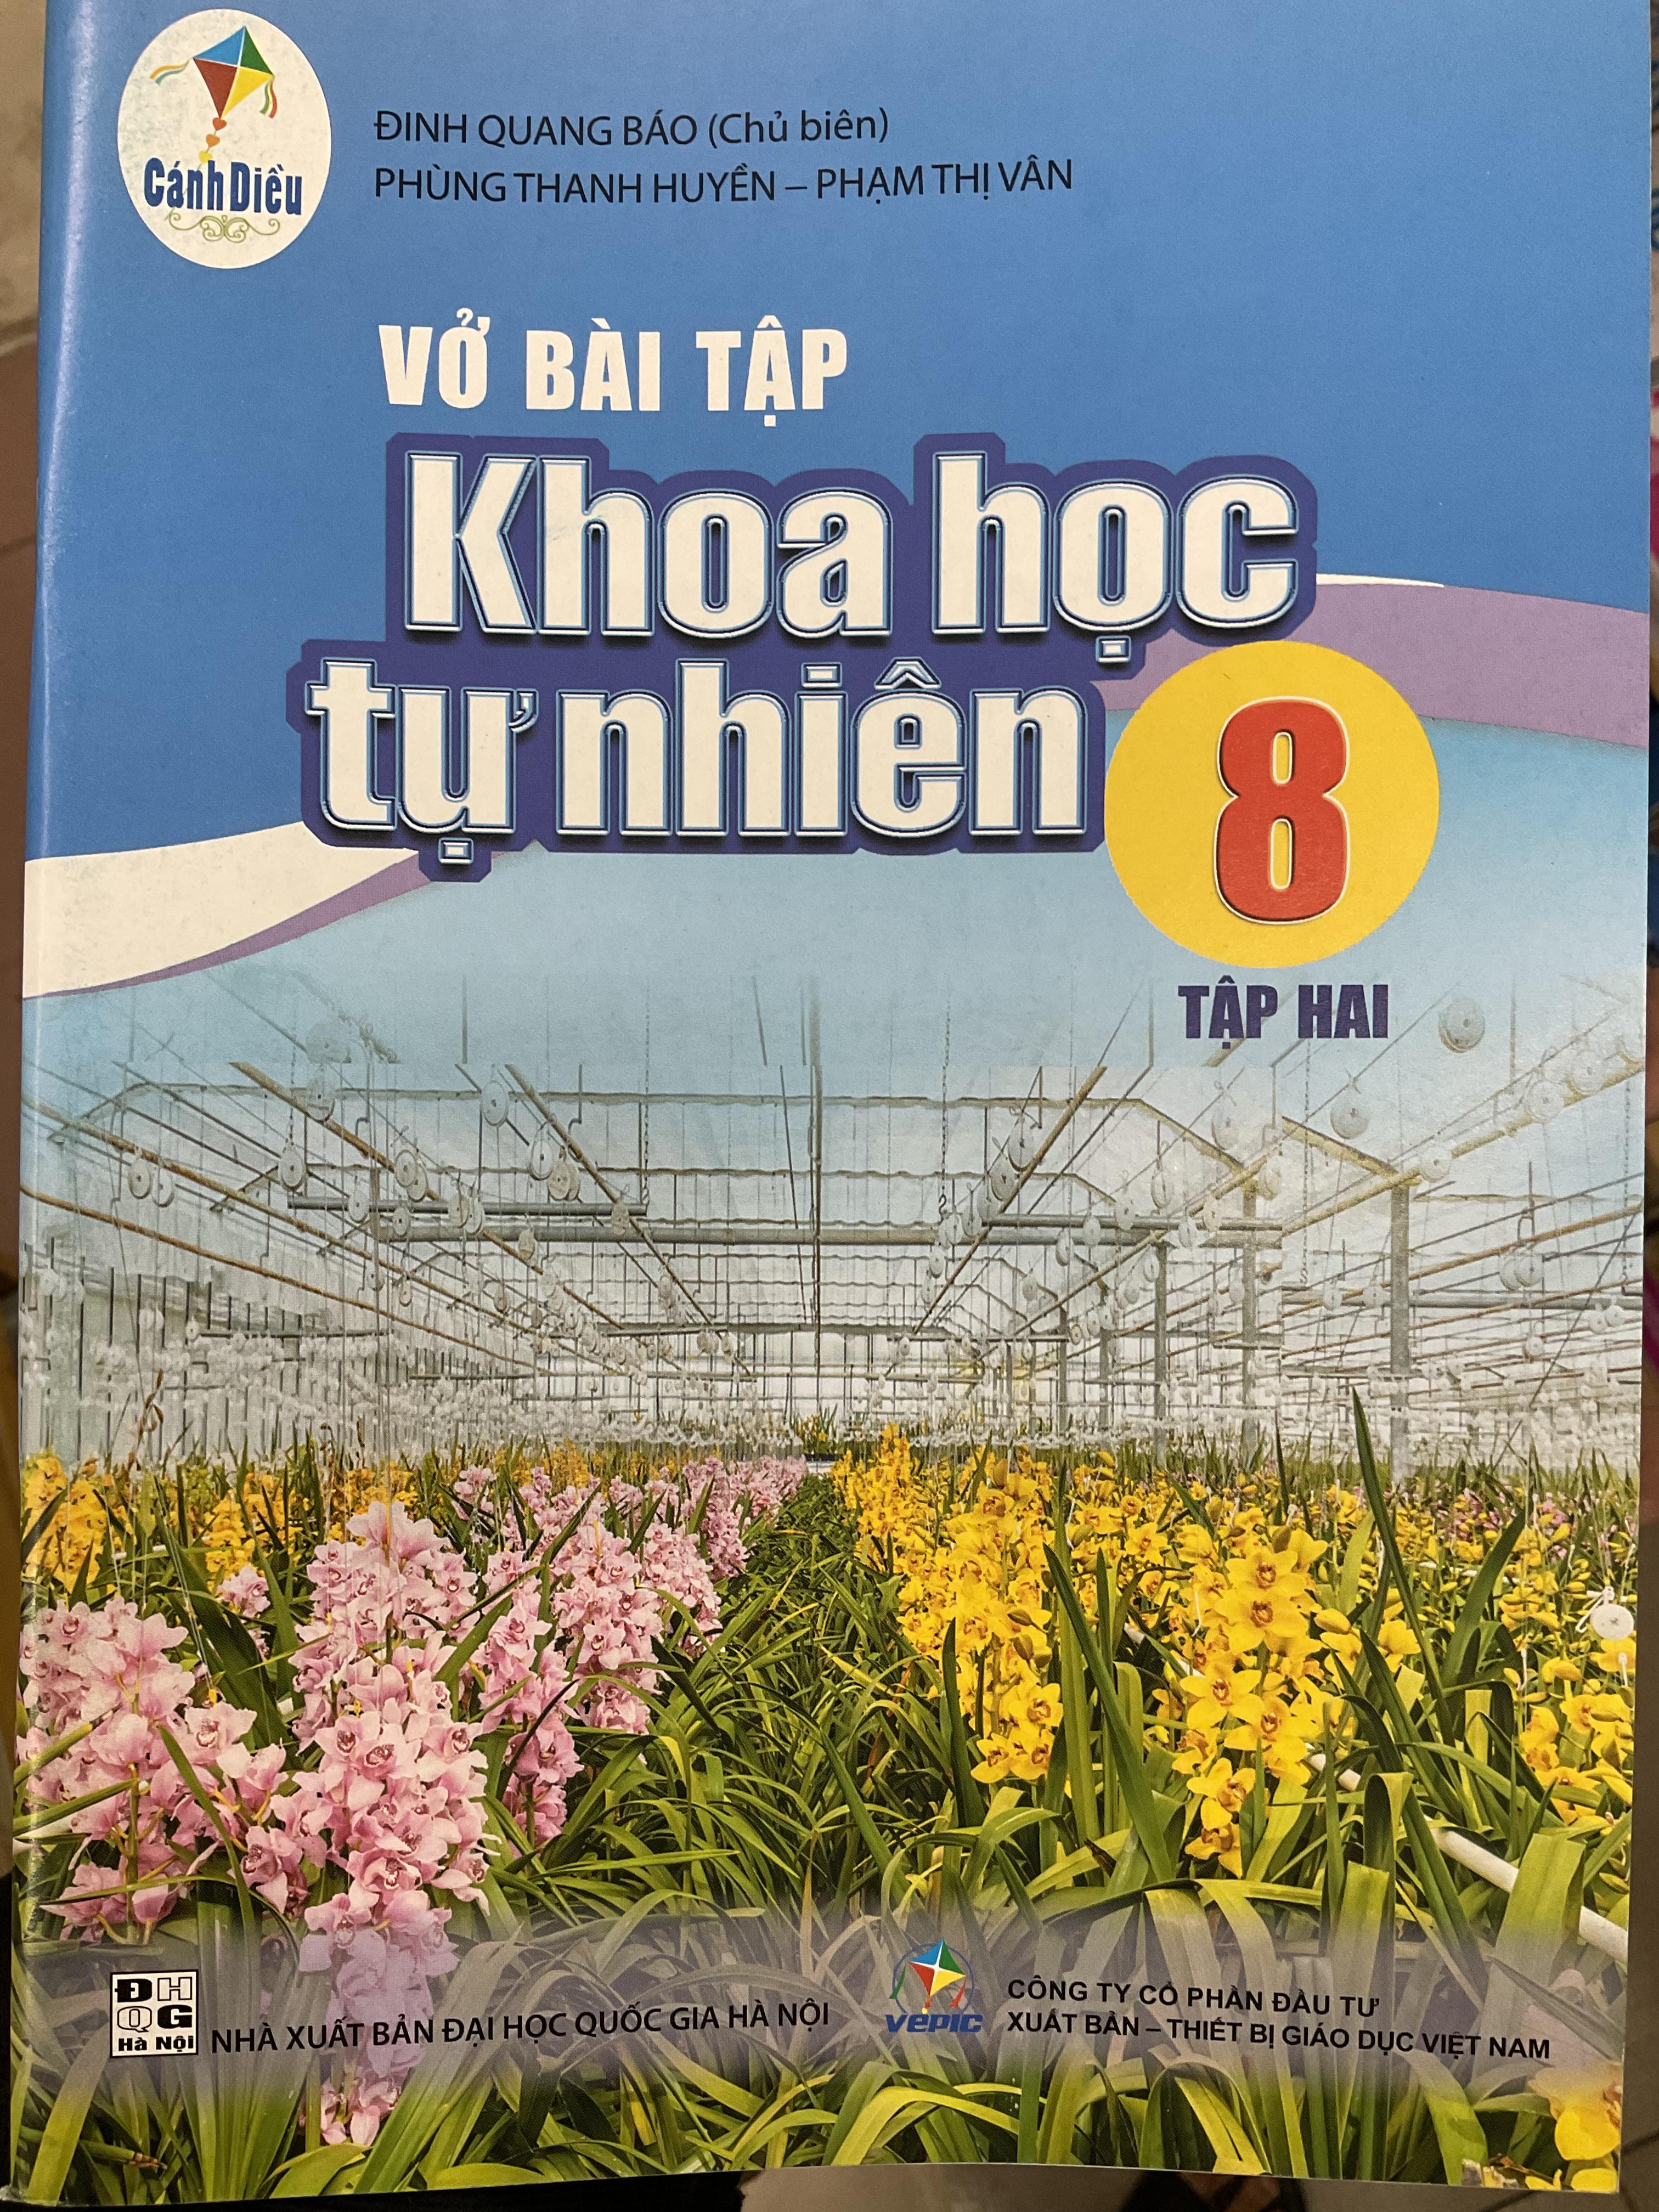 Cánh Diều
ĐINH QUANG BÁO (Chủ biên)
PHÙNG THANH HUYỀN – PHẠM THỊ VÂN
VỞ BÀI TẬP
Khoa học
tự nhiên 8
TẬP HAI
ĐH
QG
Hà Nội
NHÀ XUẤT BẢN ĐẠI HỌC QUỐC GIA HÀ NỘI
VEPIC
CÔNG TY CỔ PHẦN ĐẦU TƯ
XUẤT BẢN – THIẾT BỊ GIÁO DỤC VIỆT NAM